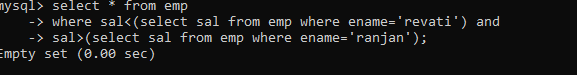 mysql> select * from emp
-> where sal<(select sal from emp where ename='revati') and
-> sal>(select sal from emp where ename='ranjan');
Empty set (0.00 sec)